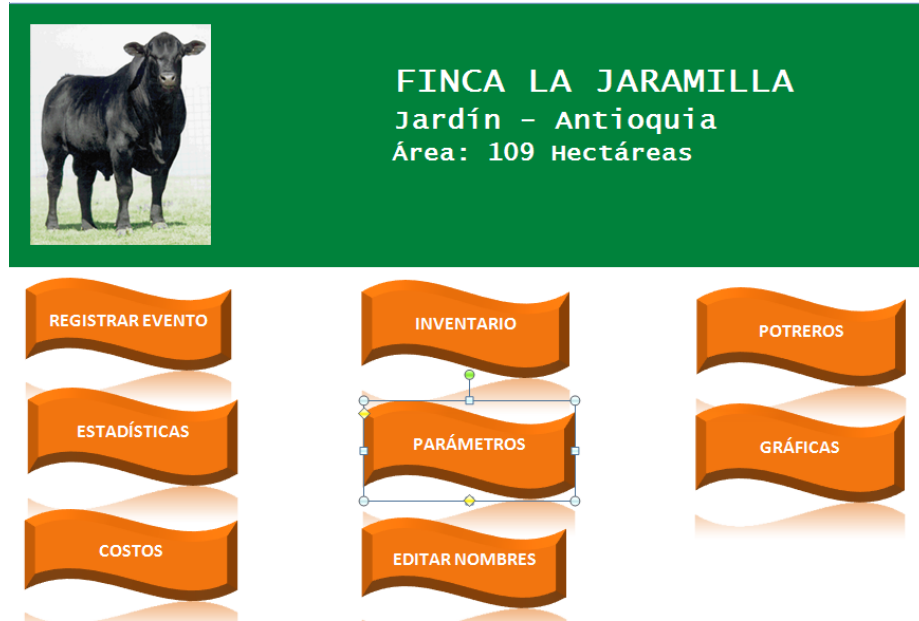 FINCA LA JARAMILLA
Jardín - Antioquia
Área: 109 Hectáreas
REGISTRAR EVENTO
INVENTARIO
POTREROS
ESTADÍSTICAS
PARÁMETROS
GRÁFICAS
COSTOS
EDITAR NOMBRES